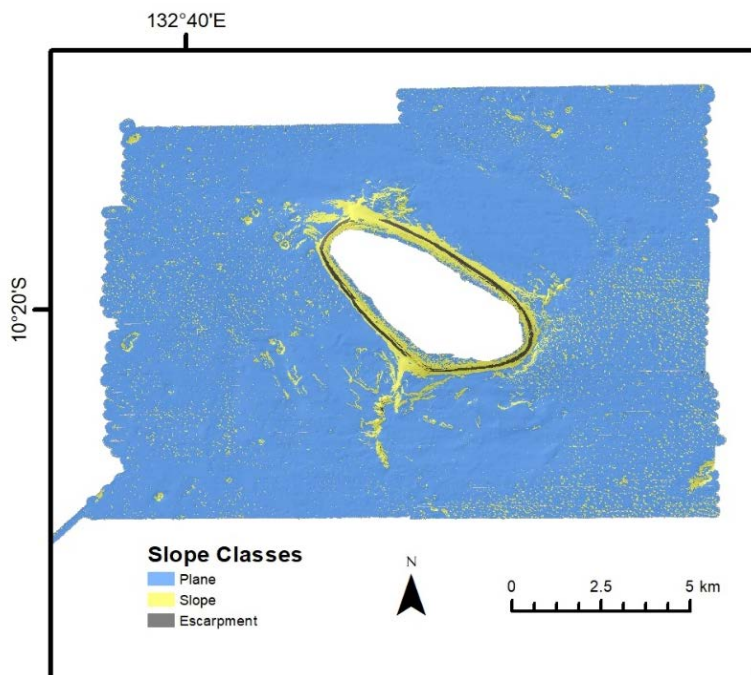 132°40'E
10°20'S
Slope Classes
Plane
Slope
Escarpment
N
0 2.5 5 km